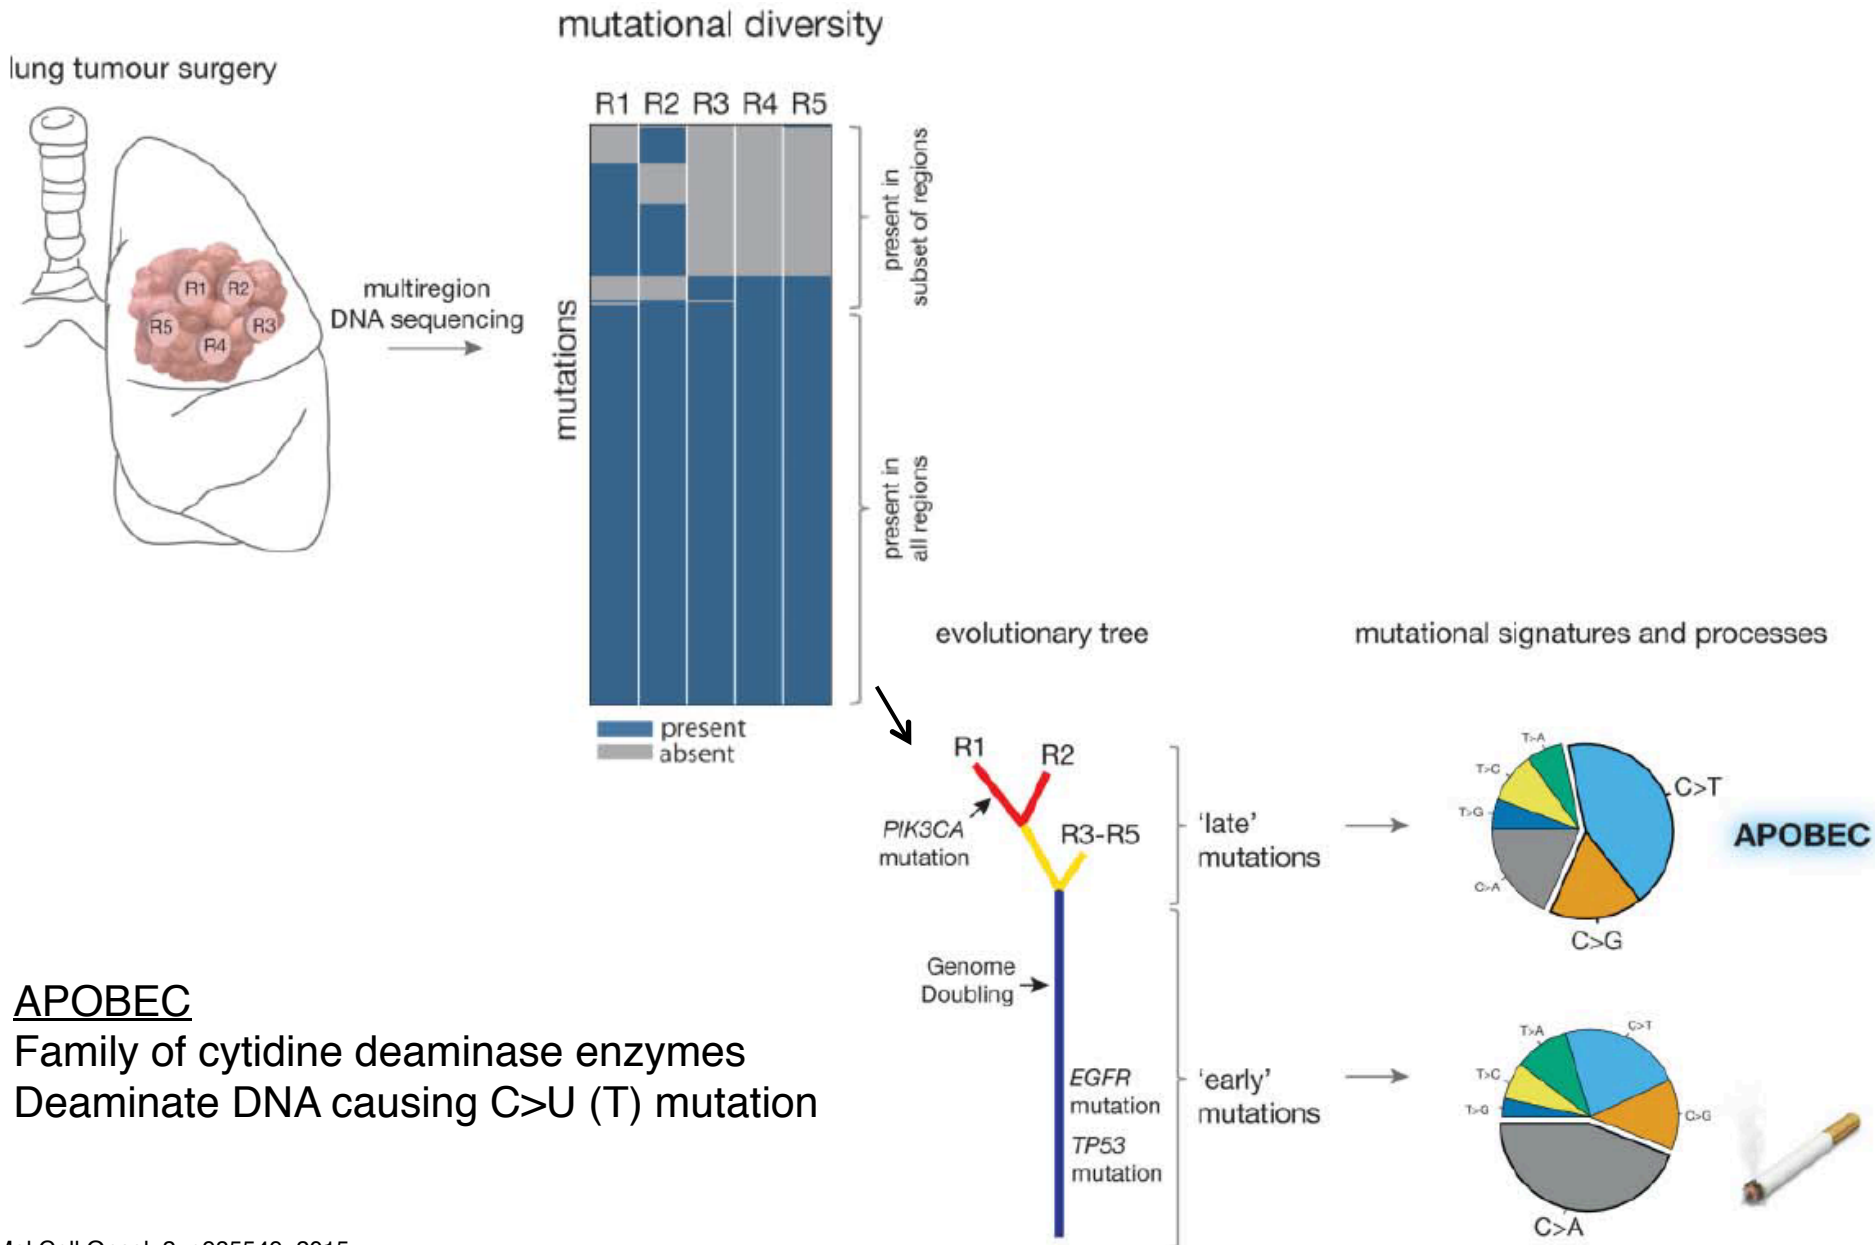 mutational diversity
lung tumour surgery
R1 R2 R3 R4 R5
R1 R2
R5 R3
R4
multiregion
DNA sequencing
mutations
present in
subset of regions
present in
all regions
present
absent
evolutionary tree
mutational signatures and processes
R1
R2
R3-R5
PIK3CA
mutation
'late'
mutations
T>A
T>C
T>G
C>A
C>T
C>G
APOBEC
Genome
Doubling
EGFR
mutation
TP53
mutation
'early'
mutations
T>A
C>T
T>C
T>G
C>G
C>A
APOBEC
Family of cytidine deaminase enzymes
Deaminate DNA causing C>U (T) mutation